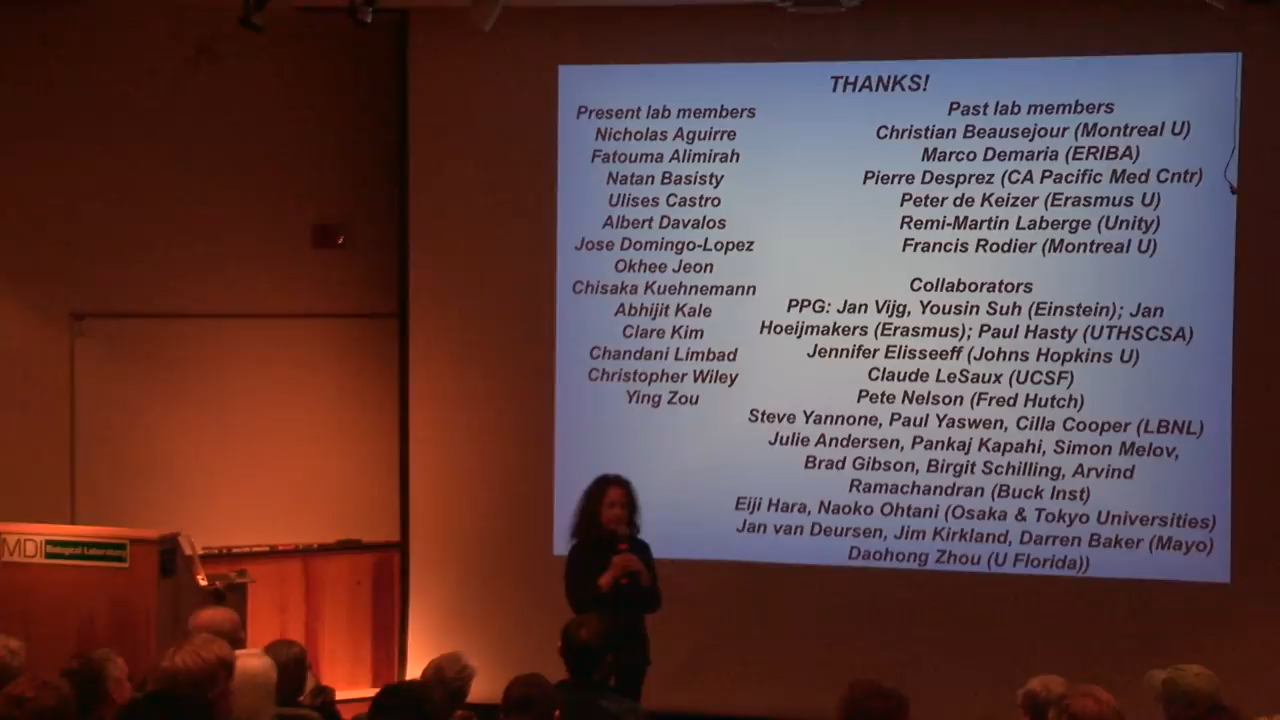 THANKS!
Present lab members
Nicholas Aguirre
Fatouma Alimirah
Natan Basisty
Ulises Castro
Albert Davalos
Jose Domingo-Lopez
Okhee Jeon
Chisaka Kuehnemann
Abhijit Kale
Clare Kim
Chandani Limbad
Christopher Wiley
Ying Zou
Past lab members
Christian Beausejour (Montreal U)
Marco Demaria (ERIBA)
Pierre Desprez (CA Pacific Med Cntr)
Peter de Keizer (Erasmus U)
Remi-Martin Laberge (Unity)
Francis Rodier (Montreal U)
Collaborators
PPG: Jan Vijg, Yousin Suh (Einstein); Jan
Hoeijmakers (Erasmus); Paul Hasty (UTHSCSA)
Jennifer Elisseeff (Johns Hopkins U)
Claude LeSaux (UCSF)
Pete Nelson (Fred Hutch)
Steve Yannone, Paul Yaswen, Cilla Cooper (LBNL)
Julie Andersen, Pankaj Kapahi, Simon Melov,
Brad Gibson, Birgit Schilling, Arvind
Ramachandran (Buck Inst)
Eiji Hara, Naoko Ohtani (Osaka & Tokyo Universities)
Jan van Deursen, Jim Kirkland, Darren Baker (Mayo)
Daohong Zhou (U Florida))
MDI Biological Laboratory